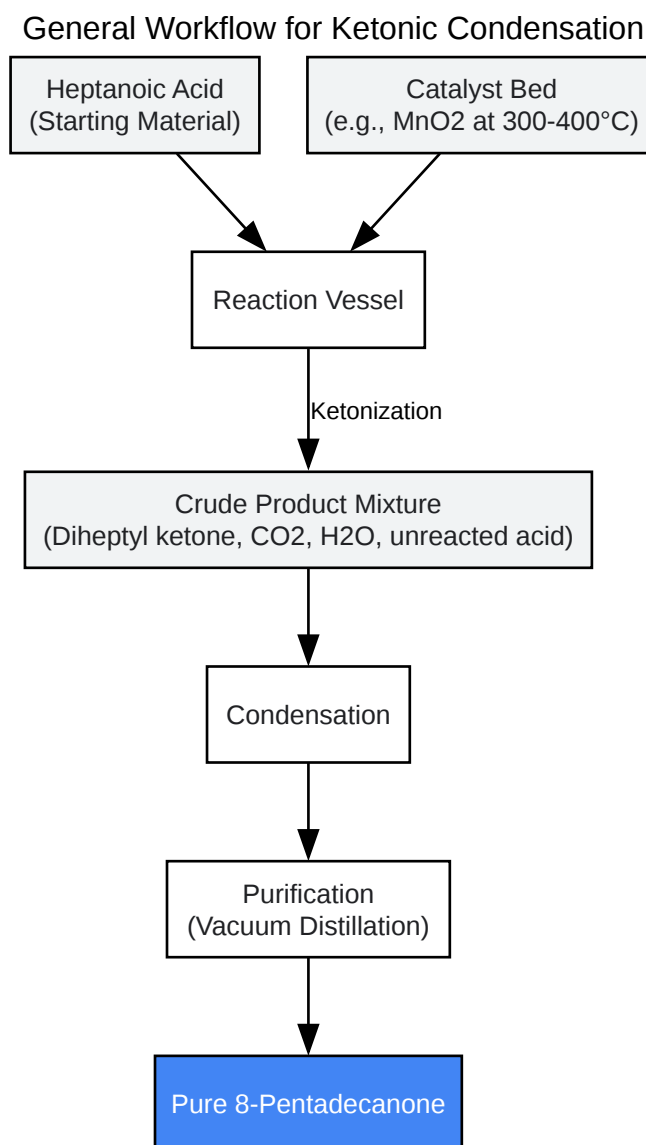 General Workflow for Ketonic Condensation
Heptanoic Acid
(Starting Material)
Catalyst Bed
(e.g., MnO2 at 300-400°C)
Reaction Vessel
Ketonization
Crude Product Mixture
(Diheptyl ketone, CO2, H2O, unreacted acid)
Condensation
Purification
(Vacuum Distillation)
Pure 8-Pentadecanone